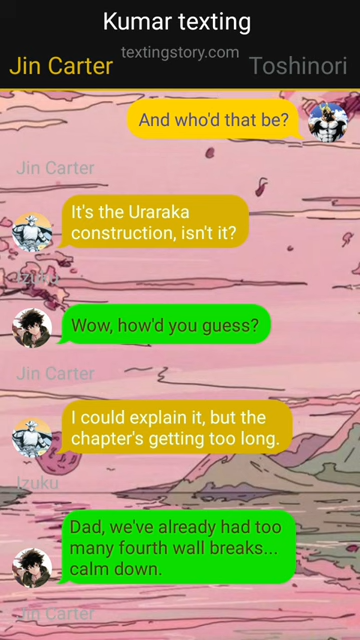 Kumar texting
textingstory.com
Jin Carter
Toshinori
And who'd that be?
Jin Carter
It's the Uraraka
construction, isn't it?
Izuku
Wow, how'd you guess?
Jin Carter
I could explain it, but the
chapter's getting too long.
Izuku
Dad, we've already had too
many fourth wall breaks...
calm down.
Jin Carter